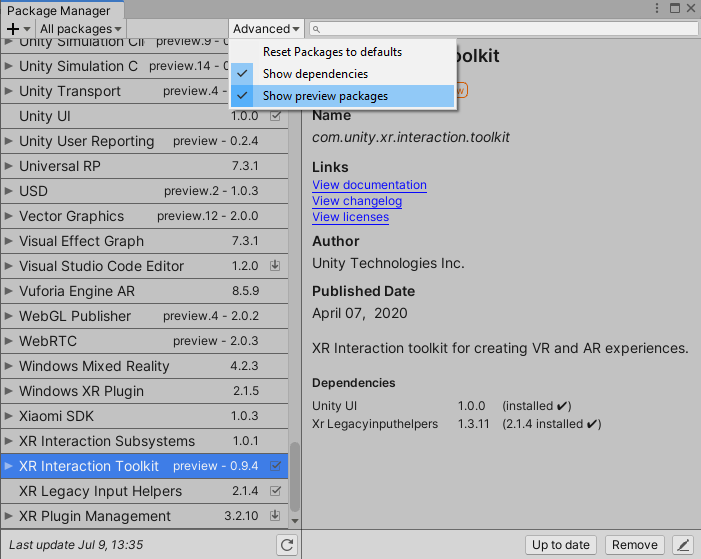 Package Manager
All packages
Advanced
Reset Packages to defaults
Show dependencies
Show preview packages
Unity Simulation Cli preview.9 -
Unity Simulation C preview.14 -
Unity Transport preview.4 -
Unity UI 1.0.0
Unity User Reporting preview - 0.2.4
Universal RP 7.3.1
USD preview.2 - 1.0.3
Vector Graphics preview.12 - 2.0.0
Visual Effect Graph 7.3.1
Visual Studio Code Editor 1.2.0
Vuforia Engine AR 8.5.9
WebGL Publisher preview.4 - 2.0.2
WebRTC preview - 2.0.3
Windows Mixed Reality 4.2.3
Windows XR Plugin 2.1.5
Xiaomi SDK 1.0.3
XR Interaction Subsystems 1.0.1
XR Interaction Toolkit preview - 0.9.4
XR Legacy Input Helpers 2.1.4
XR Plugin Management 3.2.10
Last update Jul 9, 13:35
olkit
w
Name
com.unity.xr.interaction.toolkit
Links
View documentation
View changelog
View licenses
Author
Unity Technologies Inc.
Published Date
April 07, 2020
XR Interaction toolkit for creating VR and AR experiences.
Dependencies
Unity UI 1.0.0 (installed ✔)
Xr Legacyinputhelpers 1.3.11 (2.1.4 installed ✔)
Up to date
Remove